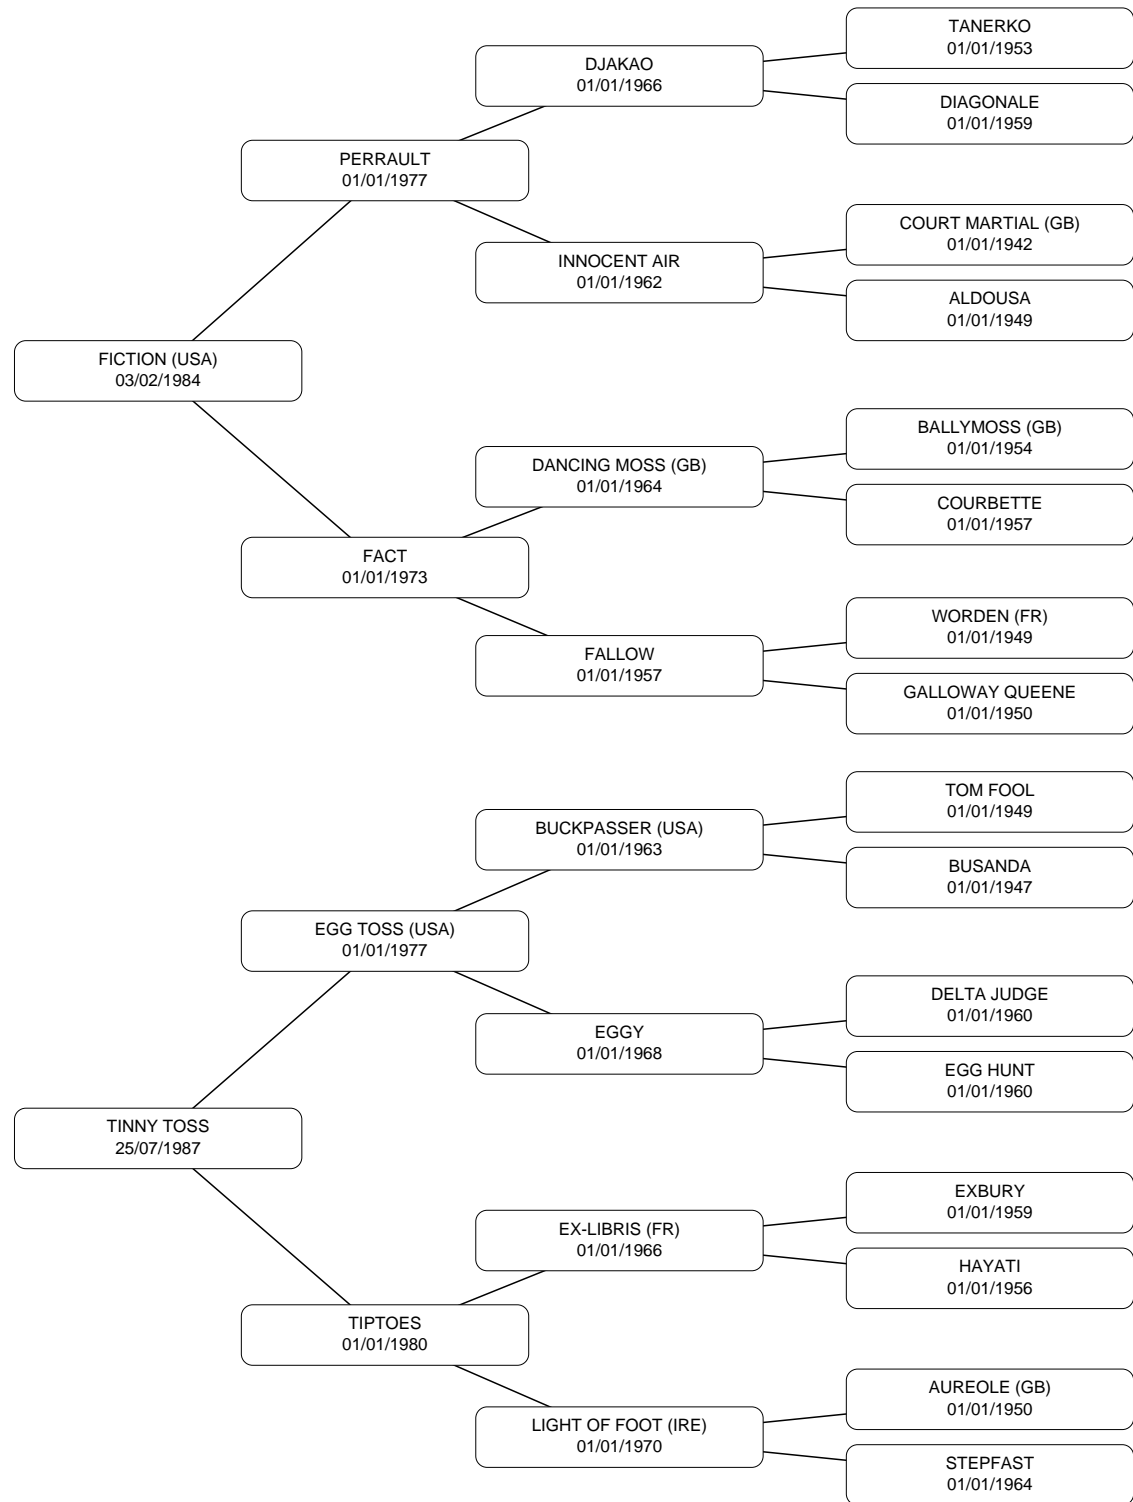 TANERKO
01/01/1953
DJAKAO
01/01/1966
DIAGONALE
01/01/1959
PERRAULT
01/01/1977
COURT MARTIAL (GB)
01/01/1942
INNOCENT AIR
01/01/1962
ALDOUSA
01/01/1949
FICTION (USA)
03/02/1984
BALLYMOSS (GB)
01/01/1954
DANCING MOSS (GB)
01/01/1964
COURBETTE
01/01/1957
FACT
01/01/1973
WORDEN (FR)
01/01/1949
FALLOW
01/01/1957
GALLOWAY QUEENE
01/01/1950
TOM FOOL
01/01/1949
BUCKPASSER (USA)
01/01/1963
BUSANDA
01/01/1947
EGG TOSS (USA)
01/01/1977
DELTA JUDGE
01/01/1960
EGGY
01/01/1968
EGG HUNT
01/01/1960
TINNY TOSS
25/07/1987
EXBURY
01/01/1959
EX-LIBRIS (FR)
01/01/1966
HAYATI
01/01/1956
TIPTOES
01/01/1980
AUREOLE (GB)
01/01/1950
LIGHT OF FOOT (IRE)
01/01/1970
STEPFAST
01/01/1964